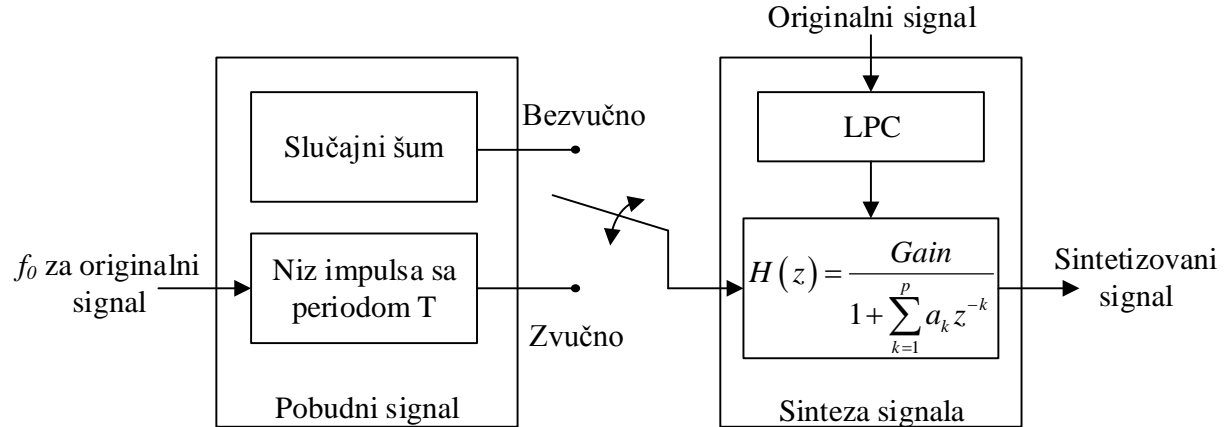 Originalni signal
Bezvučno
Slučajni šum
LPC
f₀ za originalni
signal
Niz impulsa sa
periodom T
H(z) = Gain / (1 + ∑_{k=1}^{p} a_k z^{-k})
Sintetizovani
signal
Zvučno
Pobudni signal
Sinteza signala